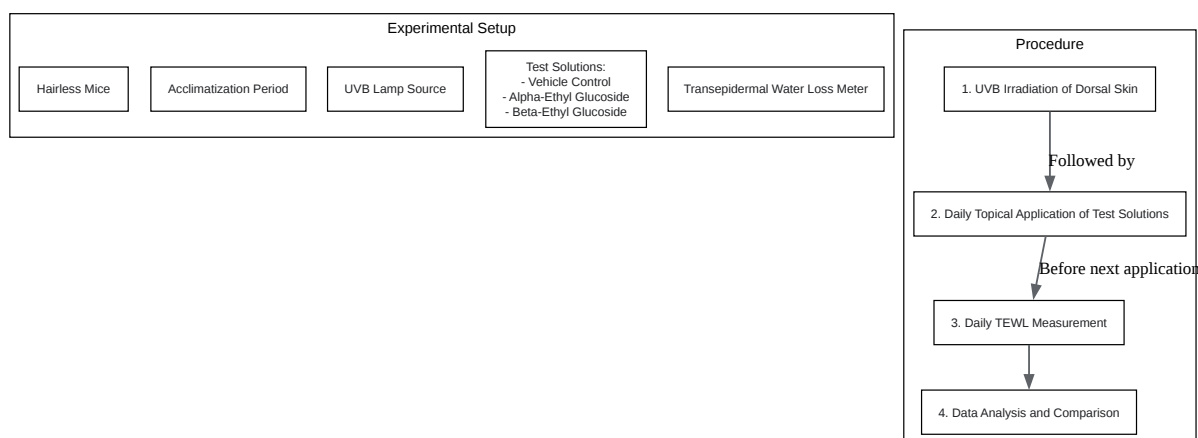 Experimental Setup
Hairless Mice
Acclimatization Period
UVB Lamp Source
Test Solutions:
- Vehicle Control
- Alpha-Ethyl Glucoside
- Beta-Ethyl Glucoside
Transepidermal Water Loss Meter
Procedure
1. UVB Irradiation of Dorsal Skin
Followed by
2. Daily Topical Application of Test Solutions
Before next application
3. Daily TEWL Measurement
4. Data Analysis and Comparison